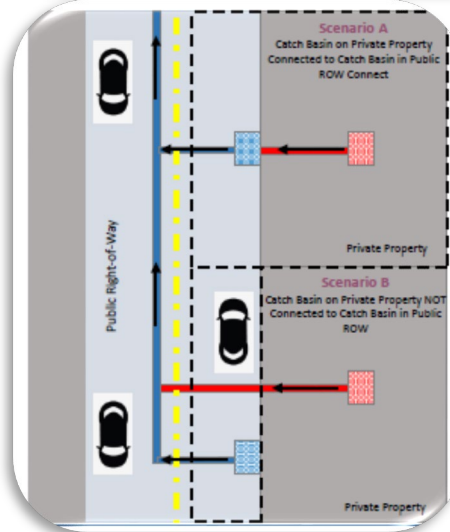 Scenario A
Catch Basin on Private Property
Connected to Catch Basin in Public
ROW Connect
Private Property
Public Right-of-Way
Scenario B
Catch Basin on Private Property NOT
Connected to Catch Basin in Public
ROW
Private Property